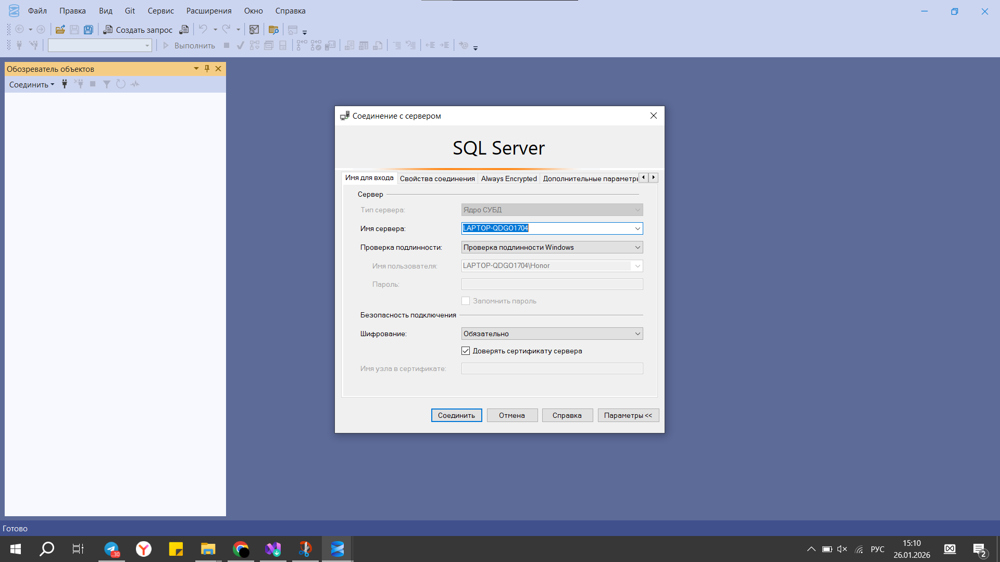 Файл Правка Вид Git Сервис Расширения Окно Справка
Создать запрос
Выполнить
Обозреватель объектов
Соединить
Соединение с сервером
SQL Server
Имя для входа Свойства соединения Always Encrypted Дополнительные параметры
Сервер
Тип сервера: Ядро СУБД
Имя сервера: LAPTOP-QDGO1704
Проверка подлинности: Проверка подлинности Windows
Имя пользователя: LAPTOP-QDGO1704\Honor
Пароль:
Запомнить пароль
Безопасность подключения
Шифрование: Обязательно
Доверять сертификату сервера
Имя узла в сертификате:
Соединить Отмена Справка Параметры <<
Готово
30
РУС
15:10
26.01.2026
2